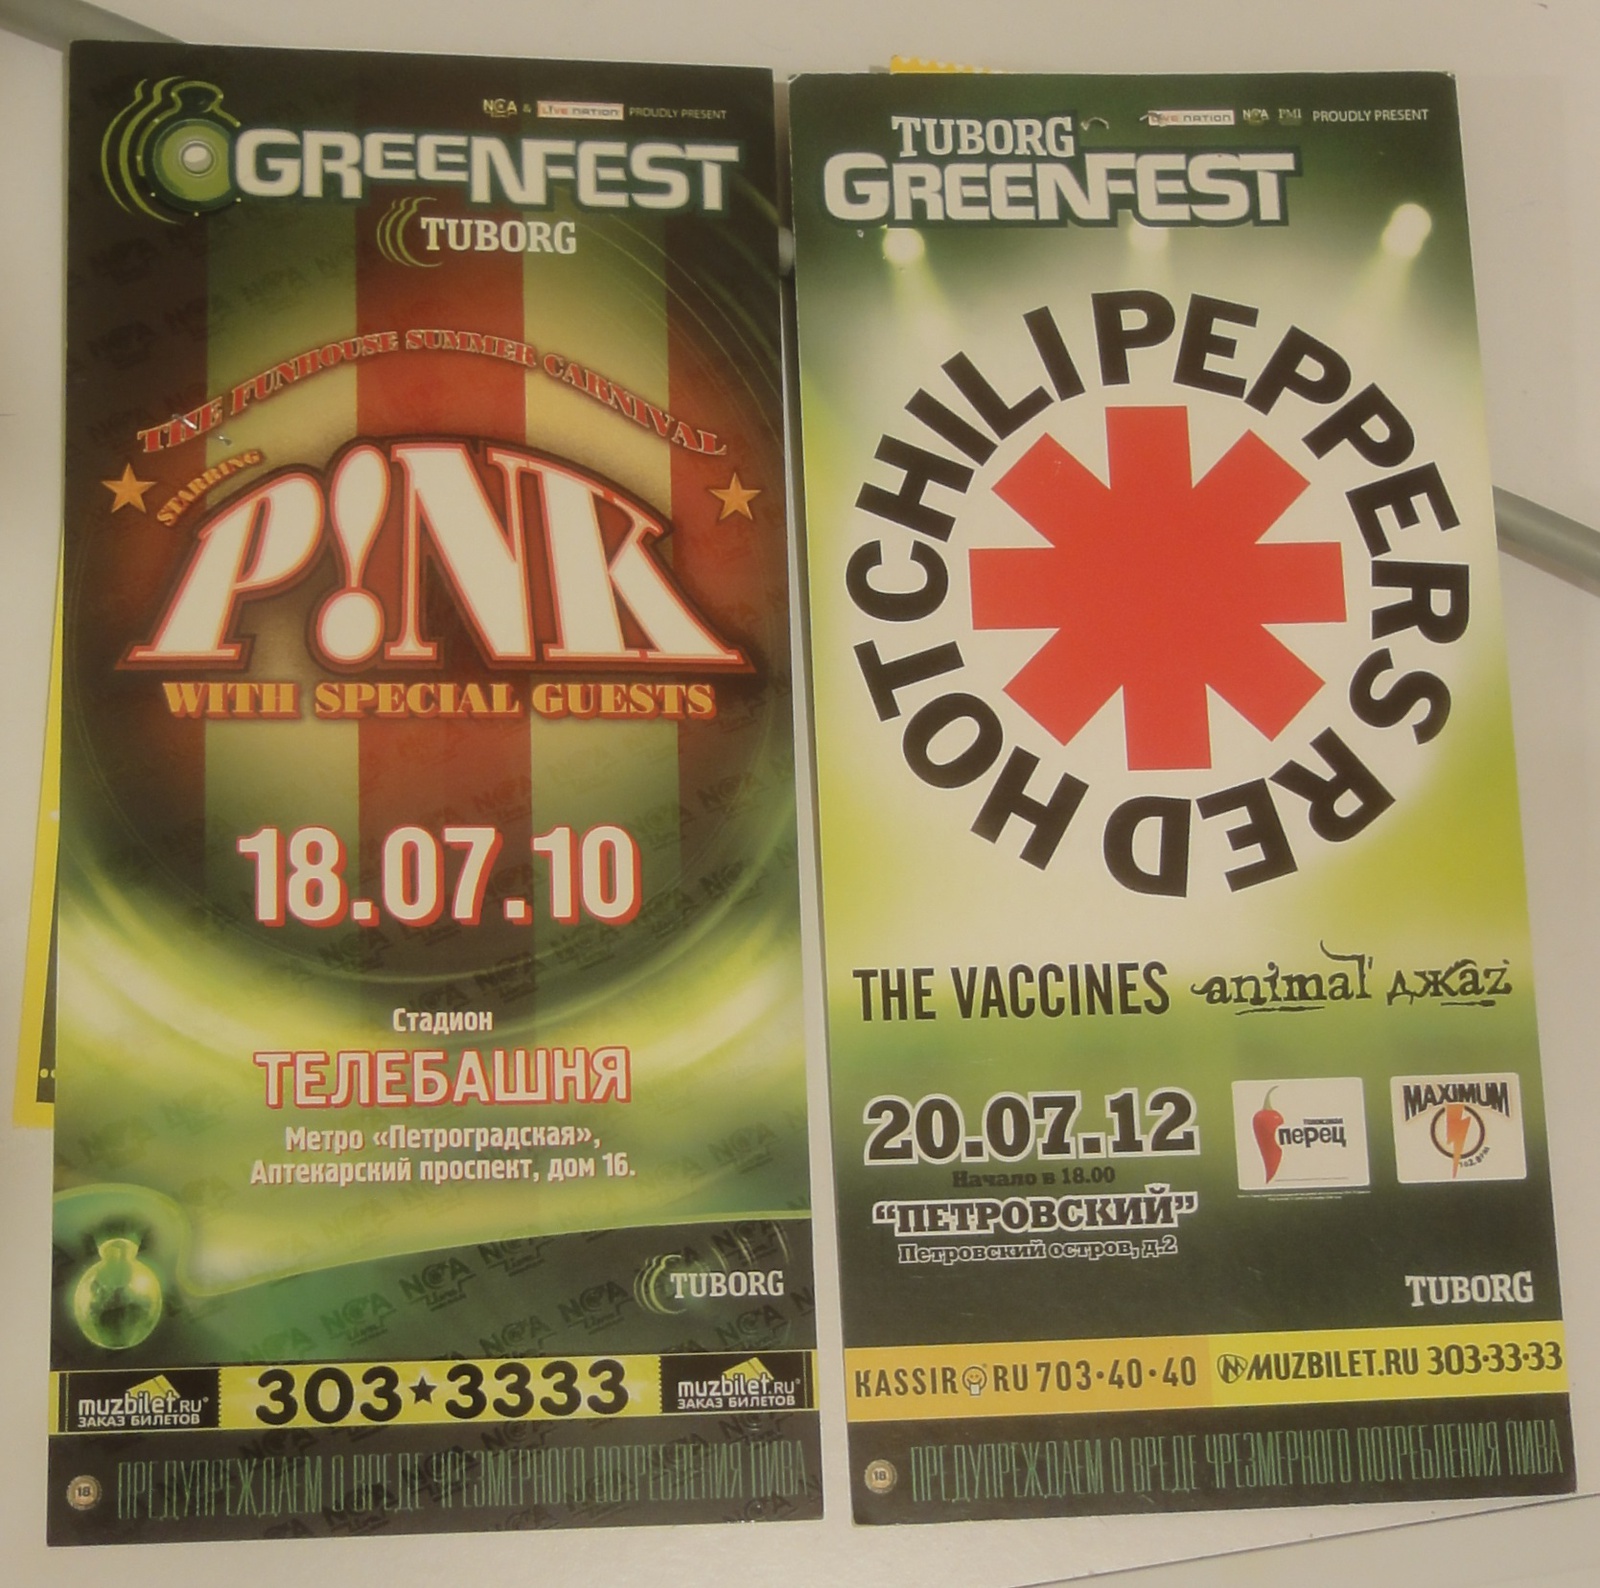 NCA & LIVE NATION PROUDLY PRESENT
GREENFEST
TUBORG
THE FUNHOUSE SUMMER CARNIVAL
STARRING
P!NK
WITH SPECIAL GUESTS
18.07.10
Стадион
ТЕЛЕБАШНЯ
Метро «Петроградская»,
Аптекарский проспект, дом 16.
TUBORG
muzbilet.ru
ЗАКАЗ БИЛЕТОВ
303★3333
muzbilet.ru
ЗАКАЗ БИЛЕТОВ
18
ПРЕДУПРЕЖДАЕМ О ВРЕДЕ ЧРЕЗМЕРНОГО ПОТРЕБЛЕНИЯ ПИВА
LIVE NATION NCA PMI PROUDLY PRESENT
TUBORG
GREENFEST
RED HOT CHILI PEPPERS
THE VACCINES animal джаz
20.07.12
Начало в 18.00
"ПЕТРОВСКИЙ"
Петровский остров, д.2
перец
MAXIMUM
TUBORG
KASSIR.RU 703·40·40
MUZBILET.RU 303·33·33
18
ПРЕДУПРЕЖДАЕМ О ВРЕДЕ ЧРЕЗМЕРНОГО ПОТРЕБЛЕНИЯ ПИВА